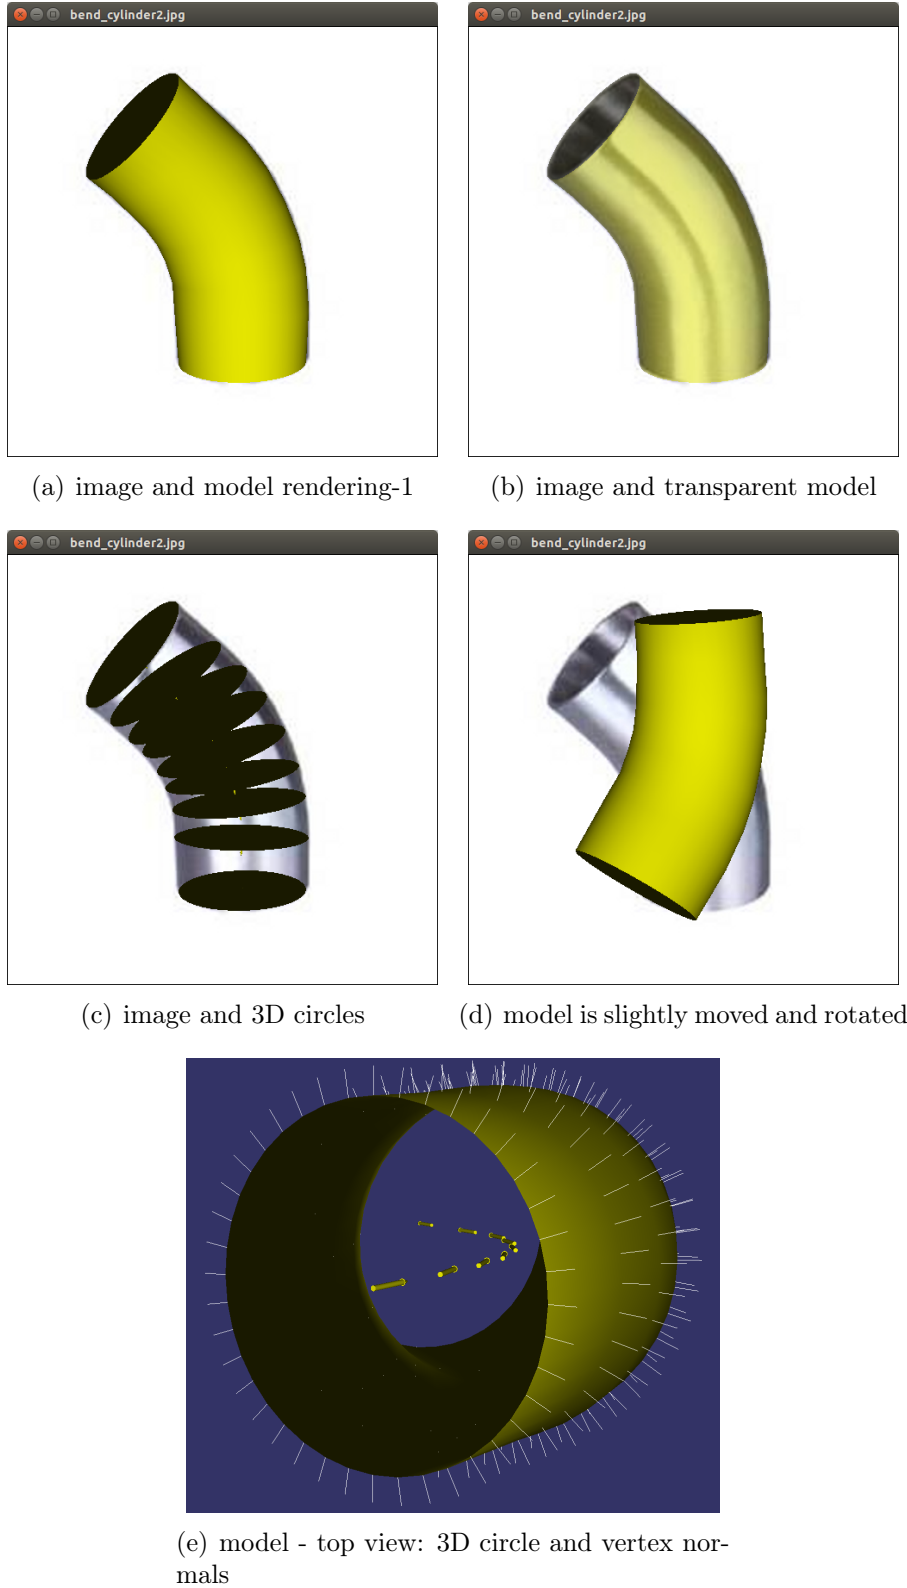 bend_cylinder2.jpg
bend_cylinder2.jpg
(a) image and model rendering-1
(b) image and transparent model
bend_cylinder2.jpg
bend_cylinder2.jpg
(c) image and 3D circles
(d) model is slightly moved and rotated
(e) model - top view: 3D circle and vertex nor-
mals